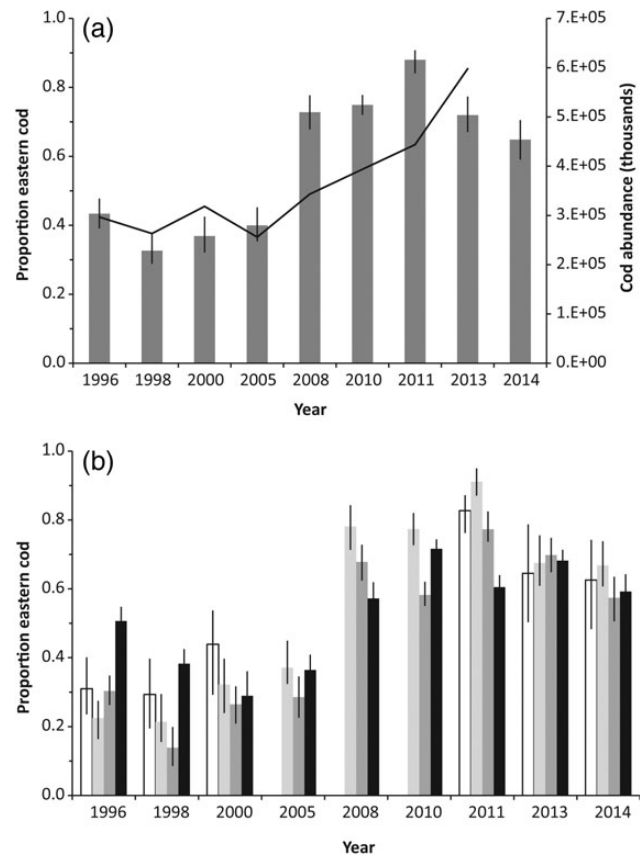 (a)
1.0
0.8
0.6
0.4
0.2
0.0
Proportion eastern cod
7.E+05
6.E+05
5.E+05
4.E+05
3.E+05
2.E+05
1.E+05
0.E+00
Cod abundance (thousands)
1996 1998 2000 2005 2008 2010 2011 2013 2014
Year
(b)
1.0
0.8
0.6
0.4
0.2
0.0
Proportion eastern cod
1996 1998 2000 2005 2008 2010 2011 2013 2014
Year